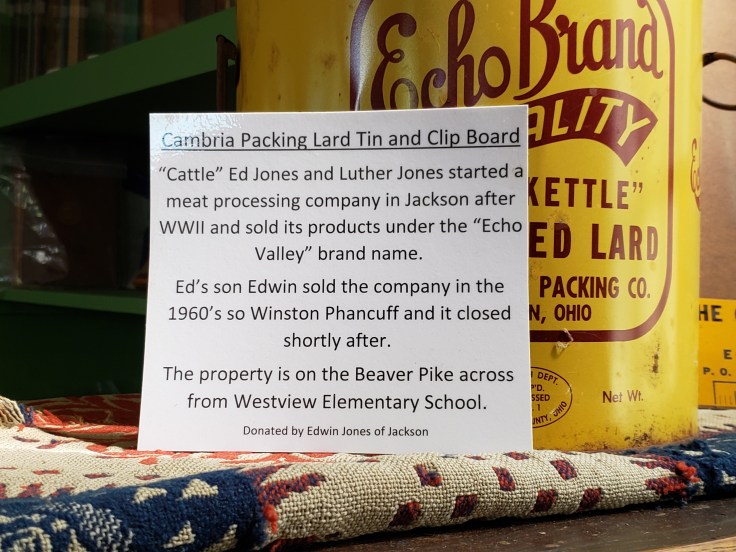 Cambria Packing Lard Tin and Clip Board
"Cattle" Ed Jones and Luther Jones started a
meat processing company in Jackson after
WWII and sold its products under the "Echo
Valley" brand name.
Ed's son Edwin sold the company in the
1960's so Winston Phancuff and it closed
shortly after.
The property is on the Beaver Pike across
from Westview Elementary School.
Donated by Edwin Jones of Jackson
Echo Brand
KETTLE"
LARD
PACKING CO.
OHIO
DEPT.
Net Wt.
P. O.